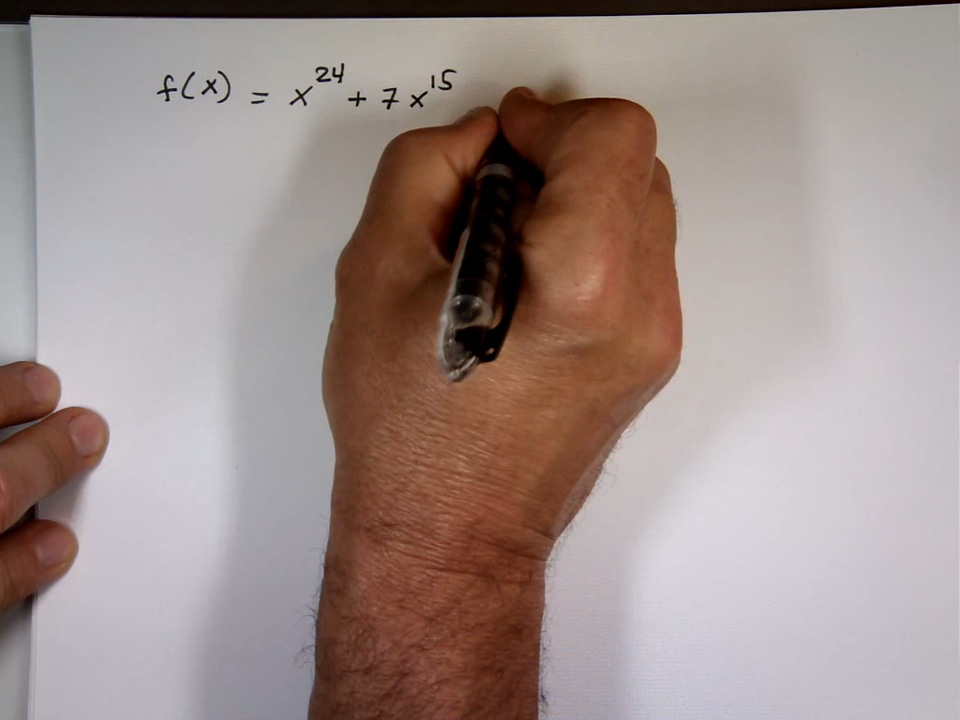 f(x) = x^24 + 7x^15